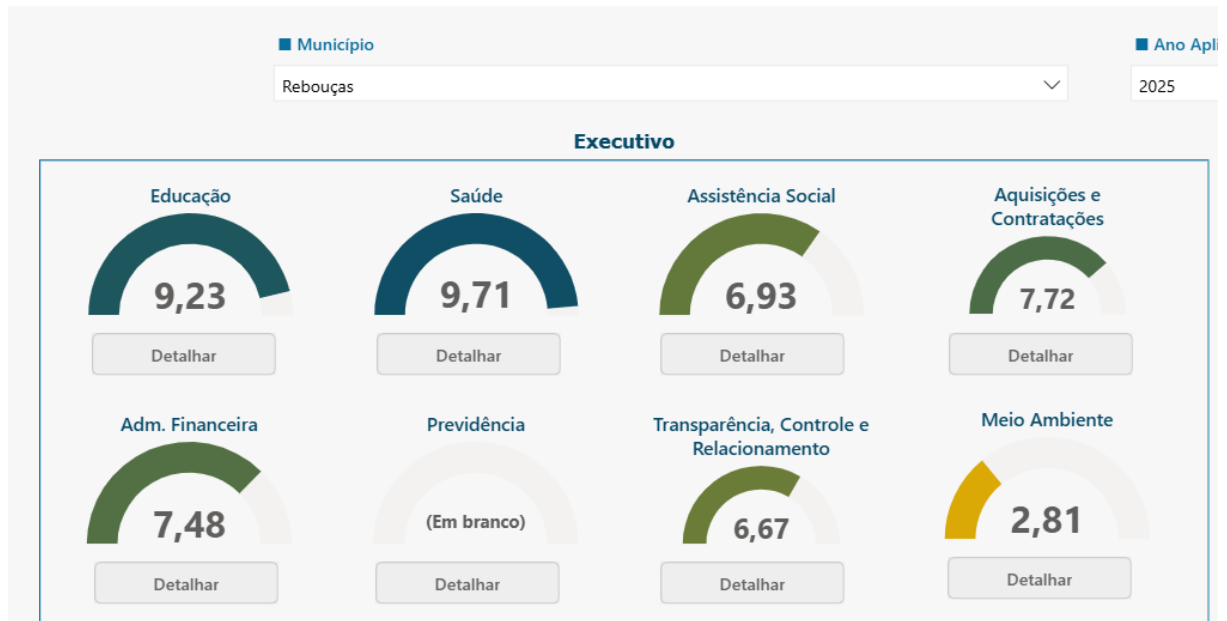 Município
Ano Apli
Rebouças
2025
Executivo
Educação
Saúde
Assistência Social
Aquisições e
Contratações
9,23
9,71
6,93
7,72
Detalhar
Detalhar
Detalhar
Detalhar
Adm. Financeira
Previdência
Transparência, Controle e
Relacionamento
Meio Ambiente
7,48
(Em branco)
6,67
2,81
Detalhar
Detalhar
Detalhar
Detalhar